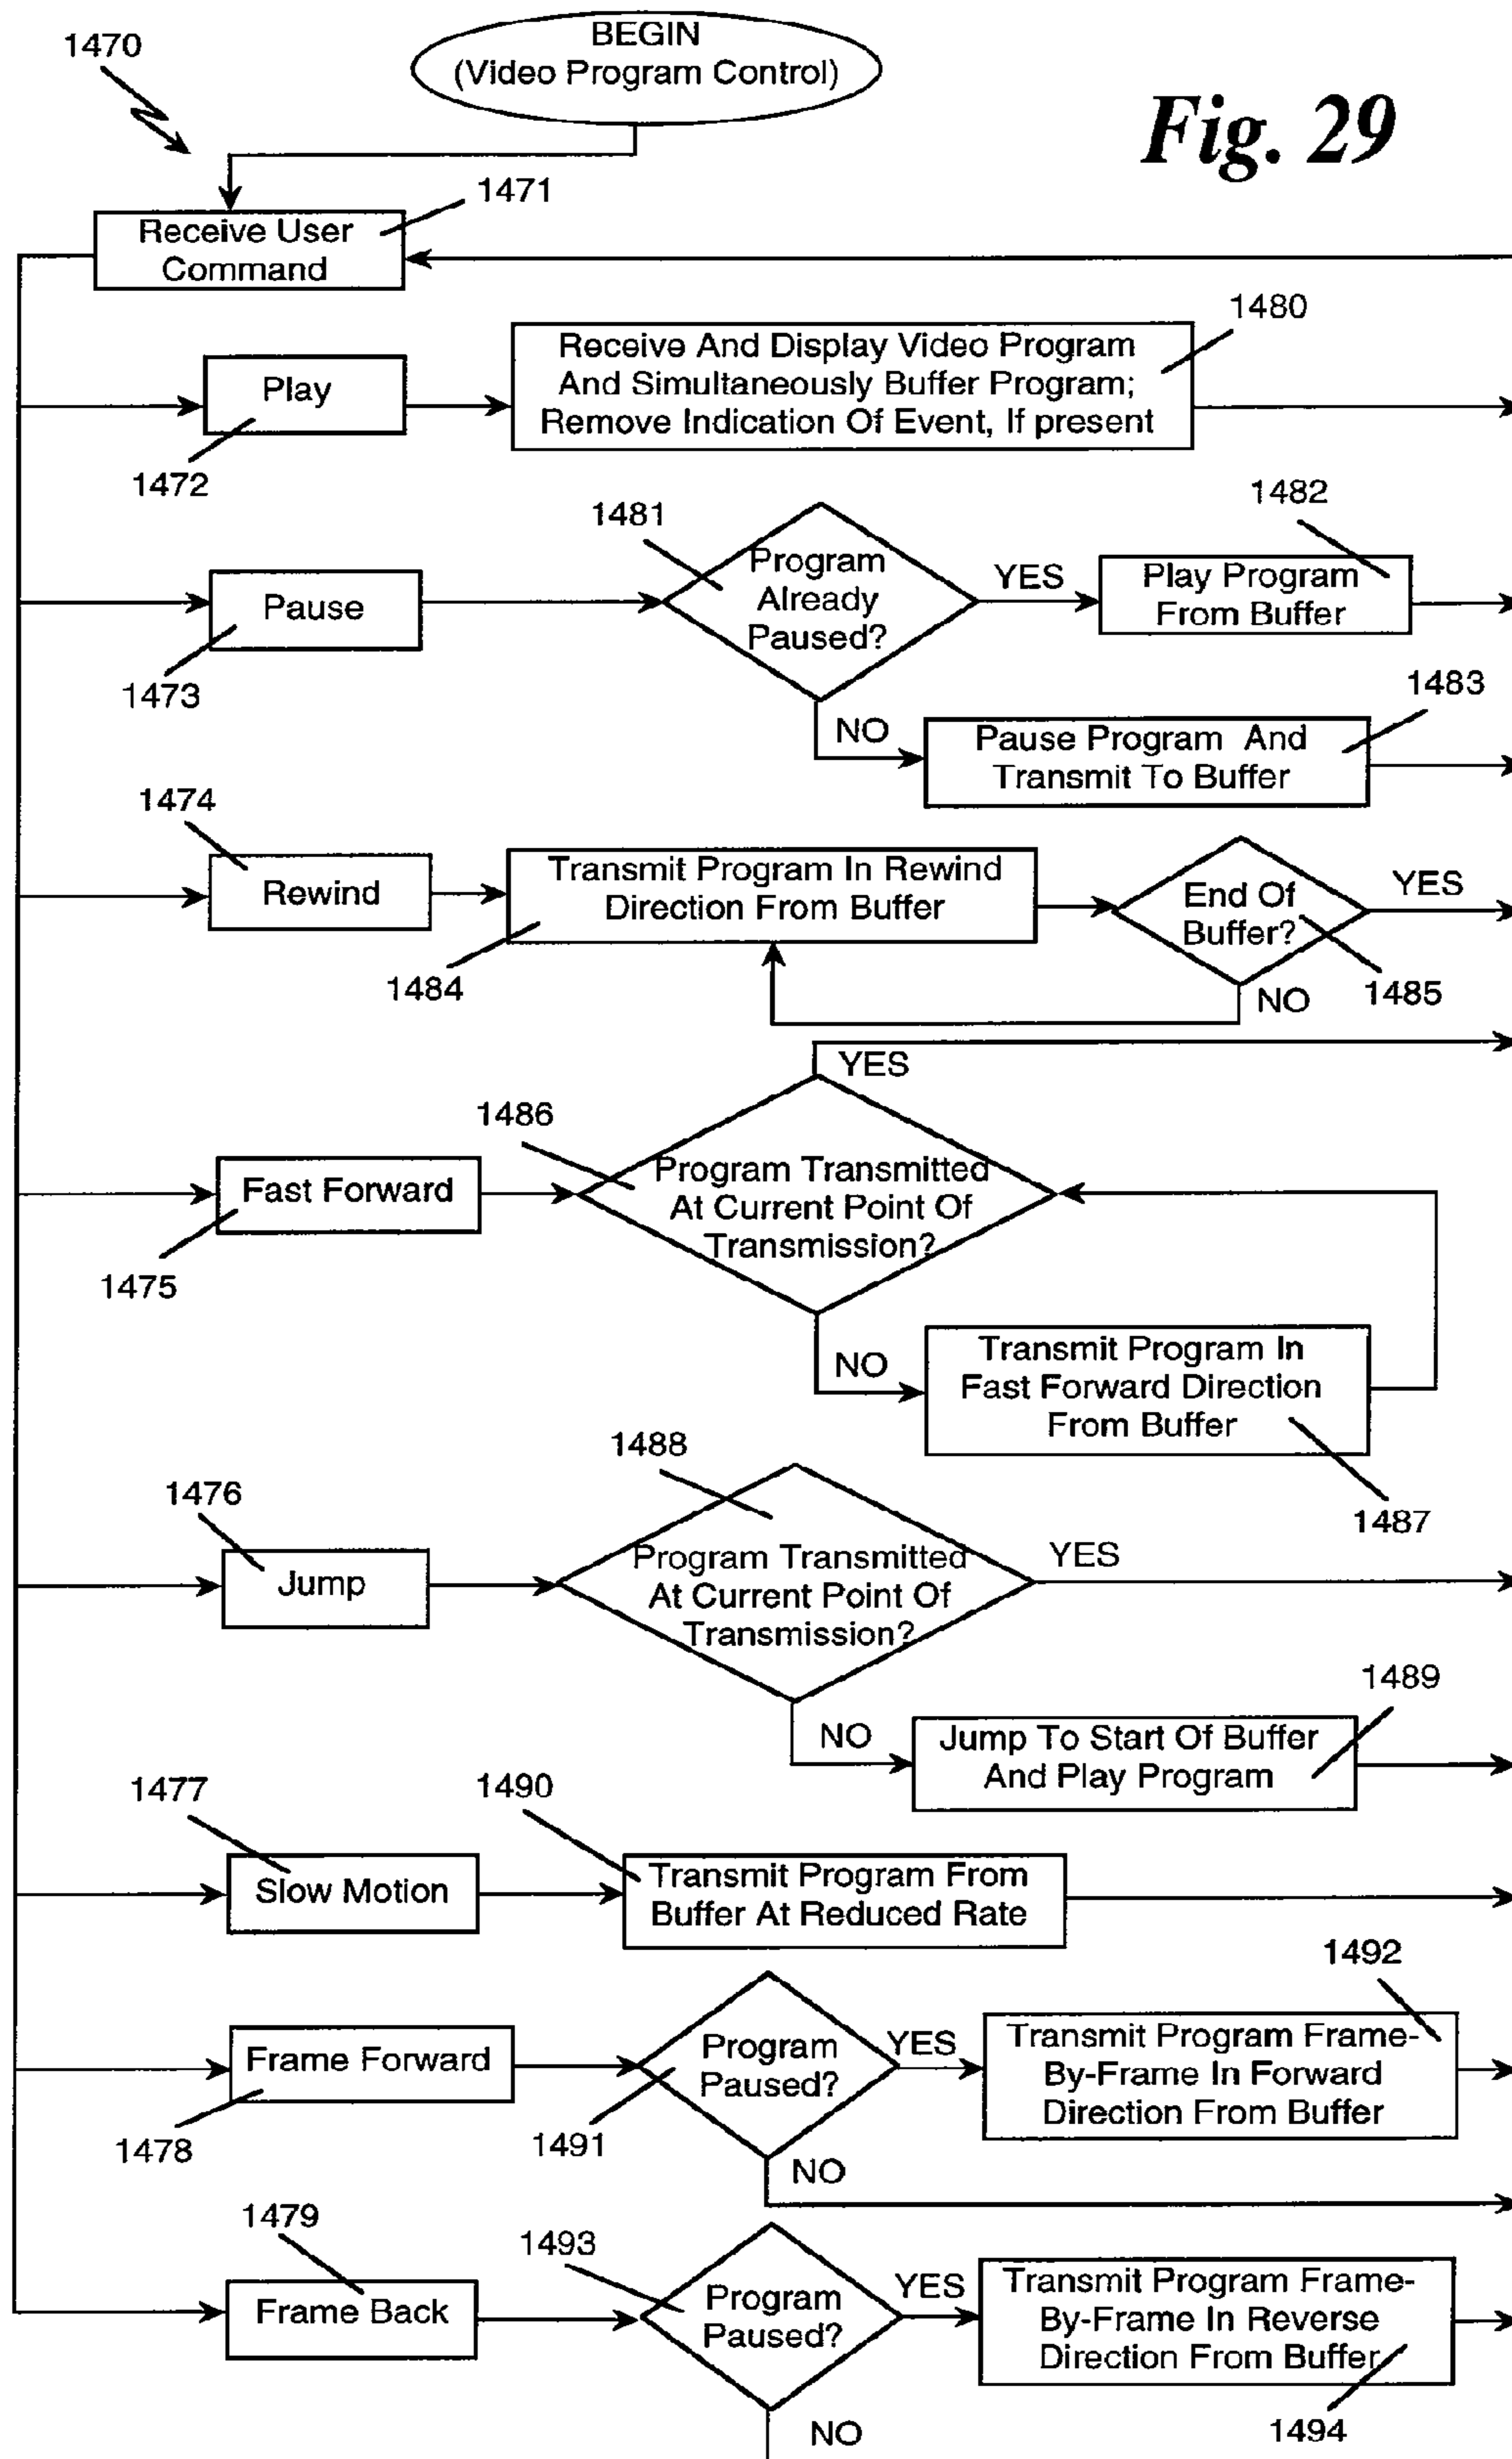 1470
BEGIN
(Video Program Control)
Fig. 29
1471
Receive User
Command
1480
Receive And Display Video Program
And Simultaneously Buffer Program;
Remove Indication Of Event, If present
Play
1472
1481
1482
Program
Already
Paused?
YES
Play Program
From Buffer
Pause
1473
1483
NO
Pause Program And
Transmit To Buffer
1474
Rewind
Transmit Program In Rewind
Direction From Buffer
End Of
Buffer?
YES
1484
1485
NO
YES
1486
Fast Forward
Program Transmitted
At Current Point Of
Transmission?
1475
NO
Transmit Program In
Fast Forward Direction
From Buffer
1487
1488
1476
Jump
Program Transmitted
At Current Point Of
Transmission?
YES
1489
NO
Jump To Start Of Buffer
And Play Program
1477
1490
Slow Motion
Transmit Program From
Buffer At Reduced Rate
1492
Frame Forward
Program
Paused?
YES
Transmit Program Frame-
By-Frame In Forward
Direction From Buffer
1478
1491
NO
1479
1493
Frame Back
Program
Paused?
YES
Transmit Program Frame-
By-Frame In Reverse
Direction From Buffer
1494
NO